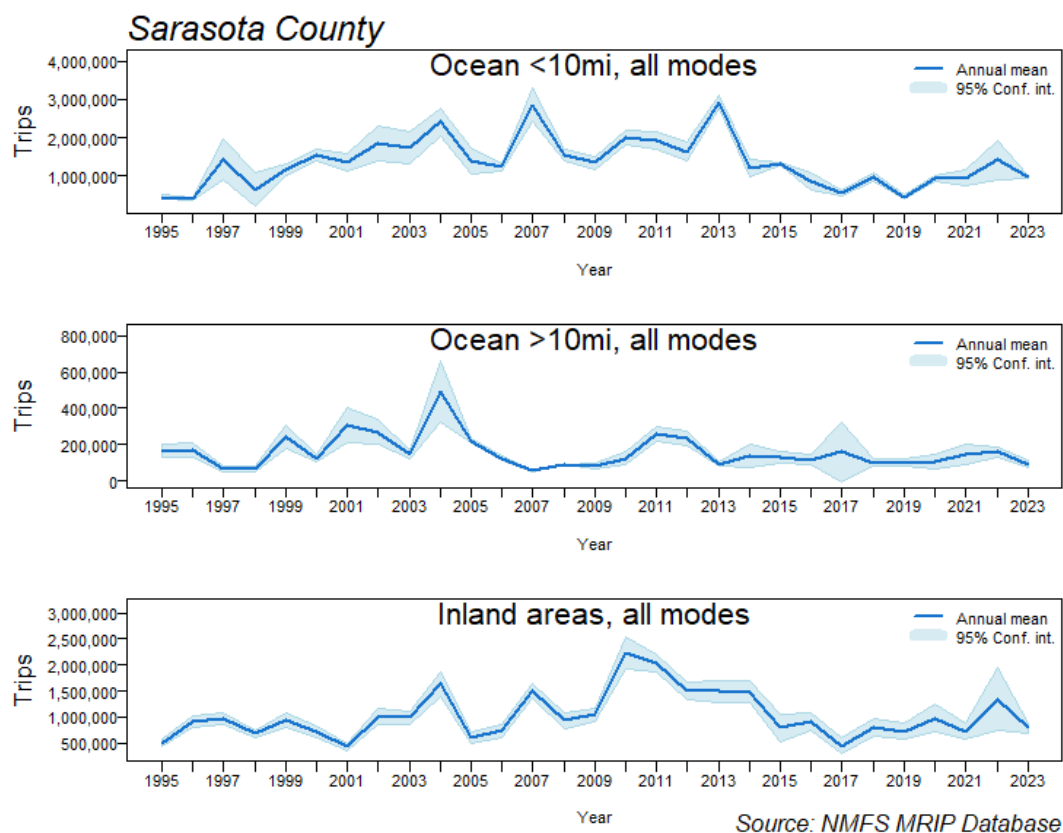 Sarasota County
Ocean <10mi, all modes
Annual mean
95% Conf. int.
4,000,000
3,000,000
2,000,000
1,000,000
Trips
1995 1997 1999 2001 2003 2005 2007 2009 2011 2013 2015 2017 2019 2021 2023
Year
Ocean >10mi, all modes
Annual mean
95% Conf. int.
800,000
600,000
400,000
200,000
0
Trips
1995 1997 1999 2001 2003 2005 2007 2009 2011 2013 2015 2017 2019 2021 2023
Year
Inland areas, all modes
Annual mean
95% Conf. int.
3,000,000
2,500,000
2,000,000
1,500,000
1,000,000
500,000
Trips
1995 1997 1999 2001 2003 2005 2007 2009 2011 2013 2015 2017 2019 2021 2023
Year
Source: NMFS MRIP Database